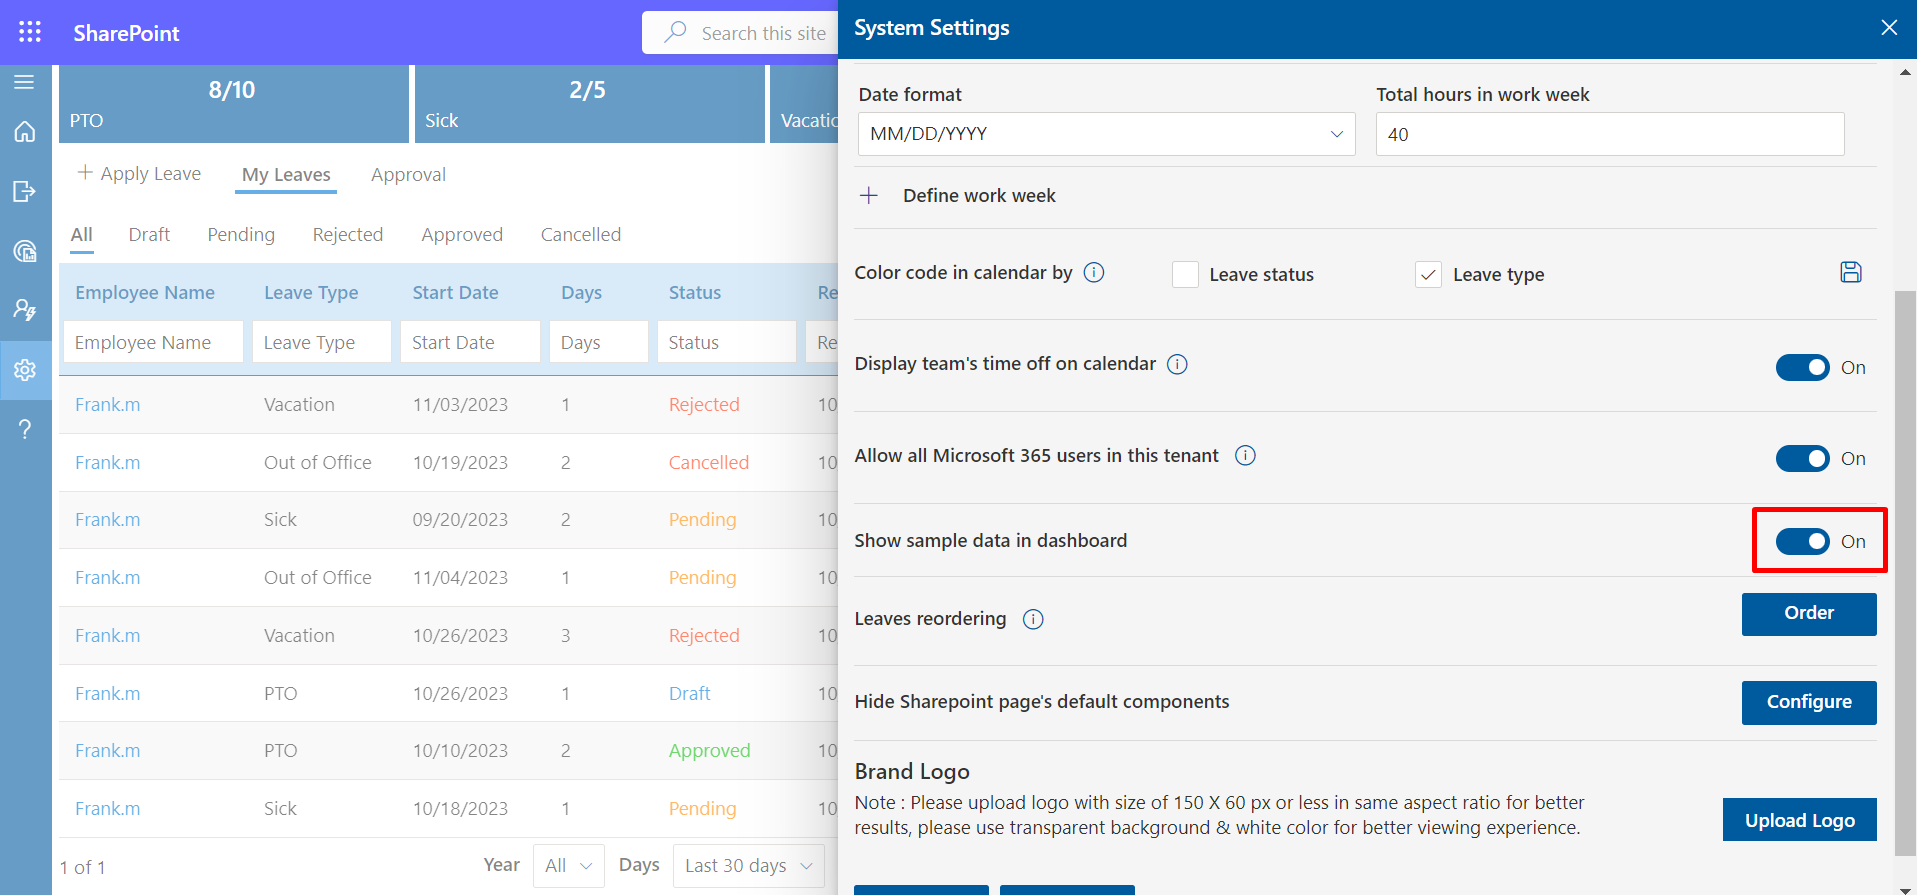 SharePoint
Search this site
8/10
PTO
2/5
Sick
+ Apply Leave
My Leaves
Approval
All
Draft
Pending
Rejected
Approved
Cancelled
Employee Name Leave Type Start Date Days Status
Employee Name Leave Type Start Date Days Status
Frank.m Vacation 11/03/2023 1 Rejected 10
Frank.m Out of Office 10/19/2023 2 Cancelled 10
Frank.m Sick 09/20/2023 2 Pending 10
Frank.m Out of Office 11/04/2023 1 Pending 10
Frank.m Vacation 10/26/2023 3 Rejected 10
Frank.m PTO 10/26/2023 1 Draft 10
Frank.m PTO 10/10/2023 2 Approved 10
Frank.m Sick 10/18/2023 1 Pending 10
1 of 1
Year All Days Last 30 days
System Settings
Date format
MM/DD/YYYY
Total hours in work week
40
+ Define work week
Color code in calendar by
Leave status
Leave type
Display team's time off on calendar
On
Allow all Microsoft 365 users in this tenant
On
Show sample data in dashboard
On
Leaves reordering
Order
Hide Sharepoint page's default components
Configure
Brand Logo
Note : Please upload logo with size of 150 X 60 px or less in same aspect ratio for better
results, please use transparent background & white color for better viewing experience.
Upload Logo